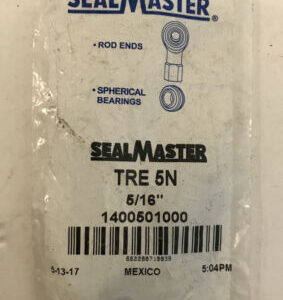 SEALMASTER®
• ROD ENDS
• SPHERICAL
BEARINGS
SEALMASTER
TRE 5N
5/16"
1400501000
5-13-17 MEXICO 5:04PM